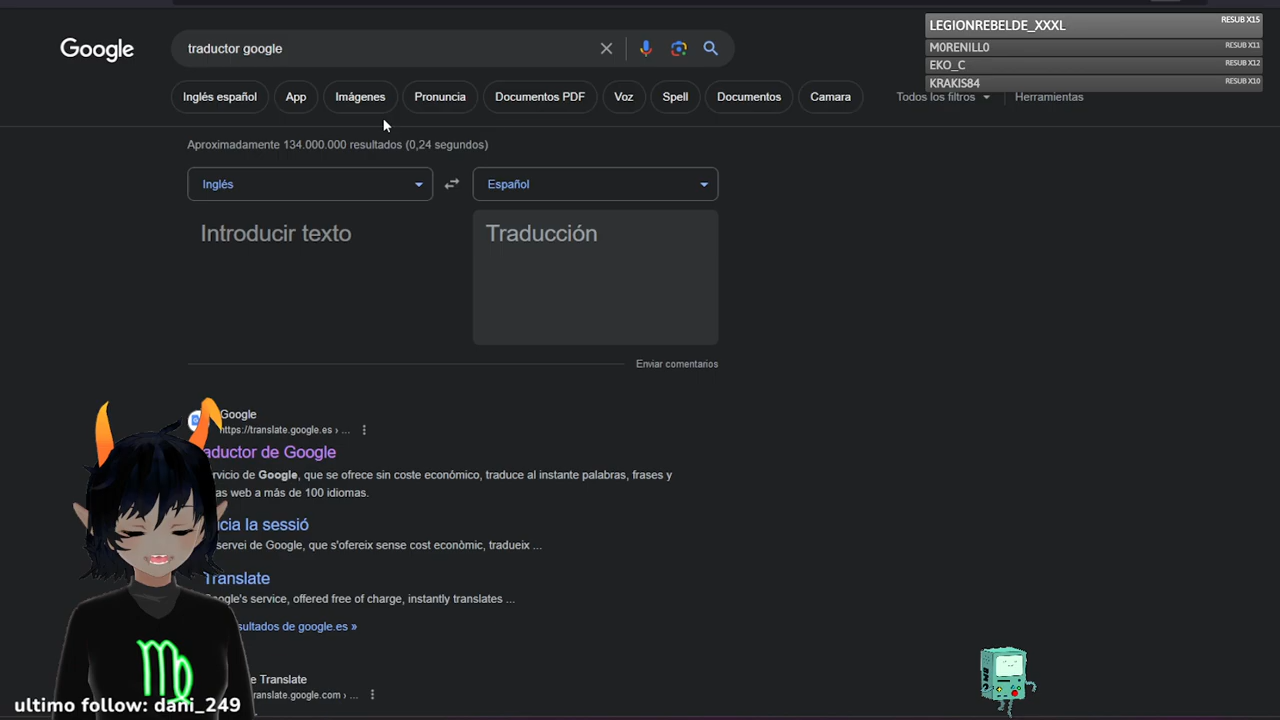 Google
traductor google
Inglés español
App
Imágenes
Pronuncia
Documentos PDF
Voz
Spell
Documentos
Camara
Todos los filtros
Herramientas
LEGIONREBELDE_XXXL RESUB X15
M0RENILL0 RESUB X11
EKO_C RESUB X12
KRAKIS84 RESUB X10
Aproximadamente 134.000.000 resultados (0,24 segundos)
Inglés
Español
Introducir texto
Traducción
Enviar comentarios
Google
https://translate.google.es › ...
aductor de Google
rvicio de Google, que se ofrece sin coste económico, traduce al instante palabras, frases y
as web a más de 100 idiomas.
cia la sessió
servei de Google, que s'ofereix sense cost econòmic, tradueix ...
Translate
Google's service, offered free of charge, instantly translates ...
sultados de google.es »
e Translate
translate.google.com › ...
ultimo follow: dani_249